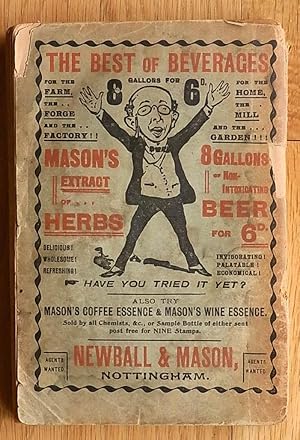 THE BEST OF BEVERAGES
8 GALLONS FOR 6D.
FOR THE
FARM,
THE . .
FORGE
AND THE . .
FACTORY!!!
FOR THE
HOME,
THE .
MILL
AND THE . . .
GARDEN!!!
MASON'S
EXTRACT
OF . . .
HERBS
8 GALLONS
OF NON-
INTOXICATING
BEER
FOR 6D.
DELICIOUS!
WHOLESOME!
REFRESHING!
INVIGORATING!
PALATABLE!
ECONOMICAL!
HAVE YOU TRIED IT YET?
ALSO TRY
MASON'S COFFEE ESSENCE & MASON'S WINE ESSENCE.
Sold by all Chemists, &c., or Sample Bottle of either sent
post free for NINE Stamps.
AGENTS
WANTED
NEWBALL & MASON,
NOTTINGHAM.
AGENTS
WANTED